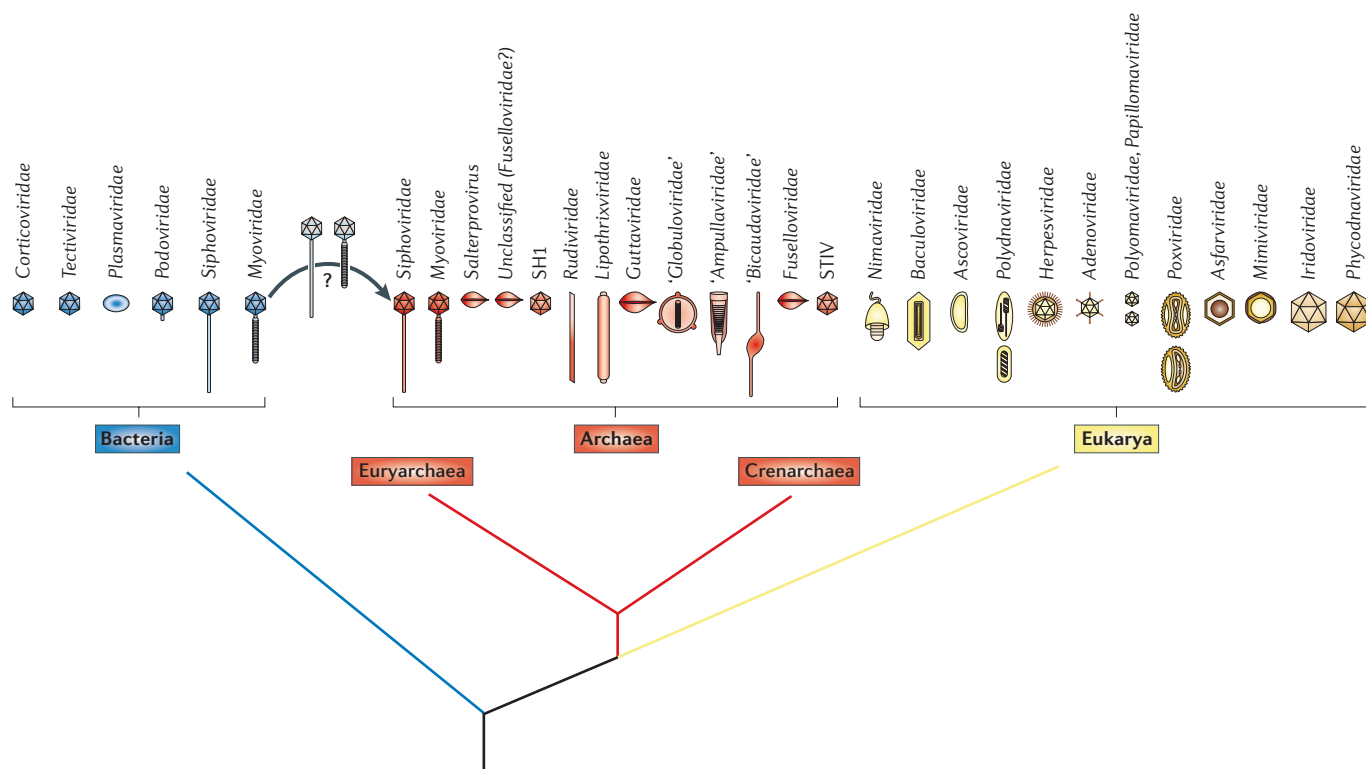 Corticoviridae
Tectiviridae
Plasmaviridae
Podoviridae
Siphoviridae
Myoviridae
?
Siphoviridae
Myoviridae
Salterprovirus
Unclassified (Fuselloviridae?)
SH1
Rudiviridae
Lipothrixviridae
Guttaviridae
‘Globuloviridae’
‘Ampullaviridae’
‘Bicaudaviridae’
Fuselloviridae
STIV
Nimaviridae
Baculoviridae
Ascoviridae
Polydnaviridae
Herpesviridae
Adenoviridae
Polyomaviridae, Papillomaviridae
Poxviridae
Asfarviridae
Mimiviridae
Iridoviridae
Phycodnaviridae
Bacteria
Archaea
Eukarya
Euryarchaea
Crenarchaea